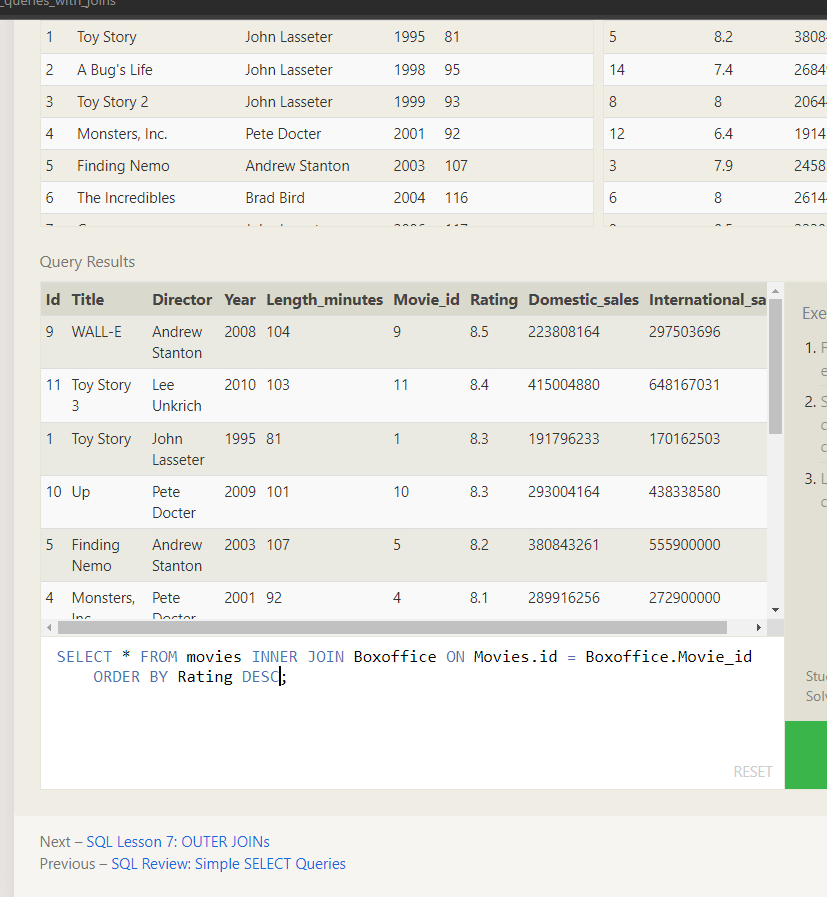 _queries_with_joins
1 Toy Story John Lasseter 1995 81 5 8.2 3808
2 A Bug's Life John Lasseter 1998 95 14 7.4 2684
3 Toy Story 2 John Lasseter 1999 93 8 8 2064
4 Monsters, Inc. Pete Docter 2001 92 12 6.4 1914
5 Finding Nemo Andrew Stanton 2003 107 3 7.9 2458
6 The Incredibles Brad Bird 2004 116 6 8 2614
Query Results
Id Title Director Year Length_minutes Movie_id Rating Domestic_sales International_sa
9 WALL-E Andrew 2008 104 9 8.5 223808164 297503696
Stanton
11 Toy Story Lee 2010 103 11 8.4 415004880 648167031
3 Unkrich
1 Toy Story John 1995 81 1 8.3 191796233 170162503
Lasseter
10 Up Pete 2009 101 10 8.3 293004164 438338580
Docter
5 Finding Andrew 2003 107 5 8.2 380843261 555900000
Nemo Stanton
4 Monsters, Pete 2001 92 4 8.1 289916256 272900000
Inc. Docter
Exe
1. F
e
2. S
c
c
3. L
c
SELECT * FROM movies INNER JOIN Boxoffice ON Movies.id = Boxoffice.Movie_id
ORDER BY Rating DESC;
RESET
Stu
Solv
Next – SQL Lesson 7: OUTER JOINs
Previous – SQL Review: Simple SELECT Queries